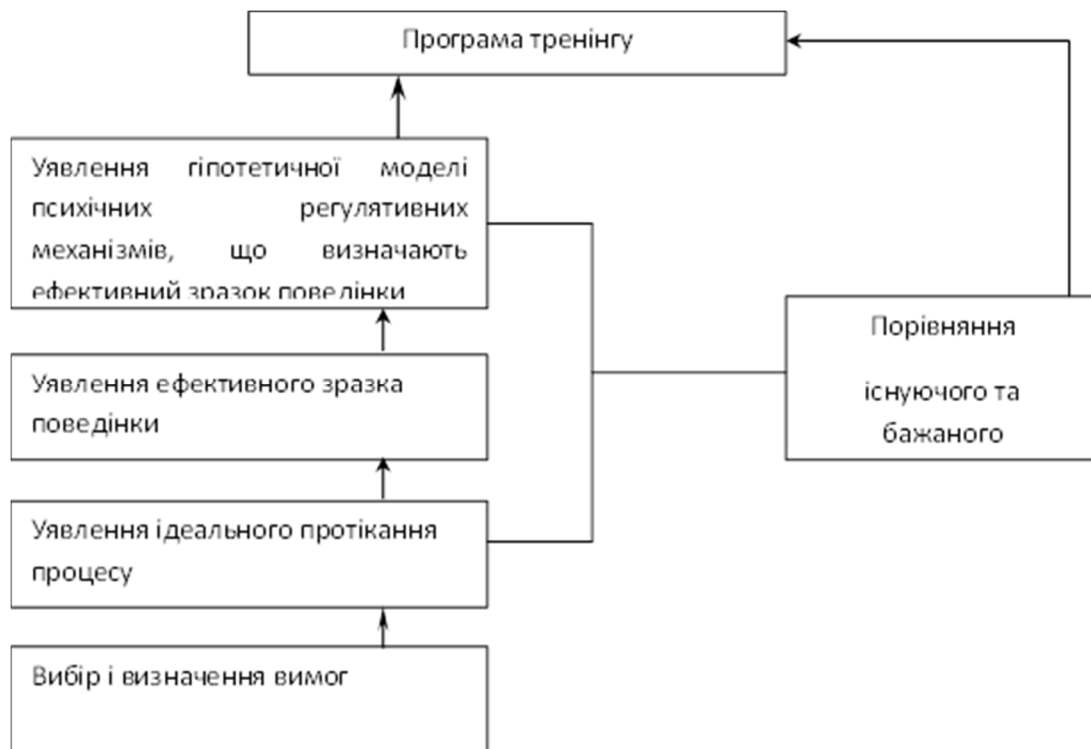 Програма тренінгу
Уявлення гіпотетичної моделі
психічних регулятивних
механізмів, що визначають
ефективний зразок поведінки
Уявлення ефективного зразка
поведінки
Уявлення ідеального протікання
процесу
Вибір і визначення вимог
Порівняння
існуючого та
бажаного